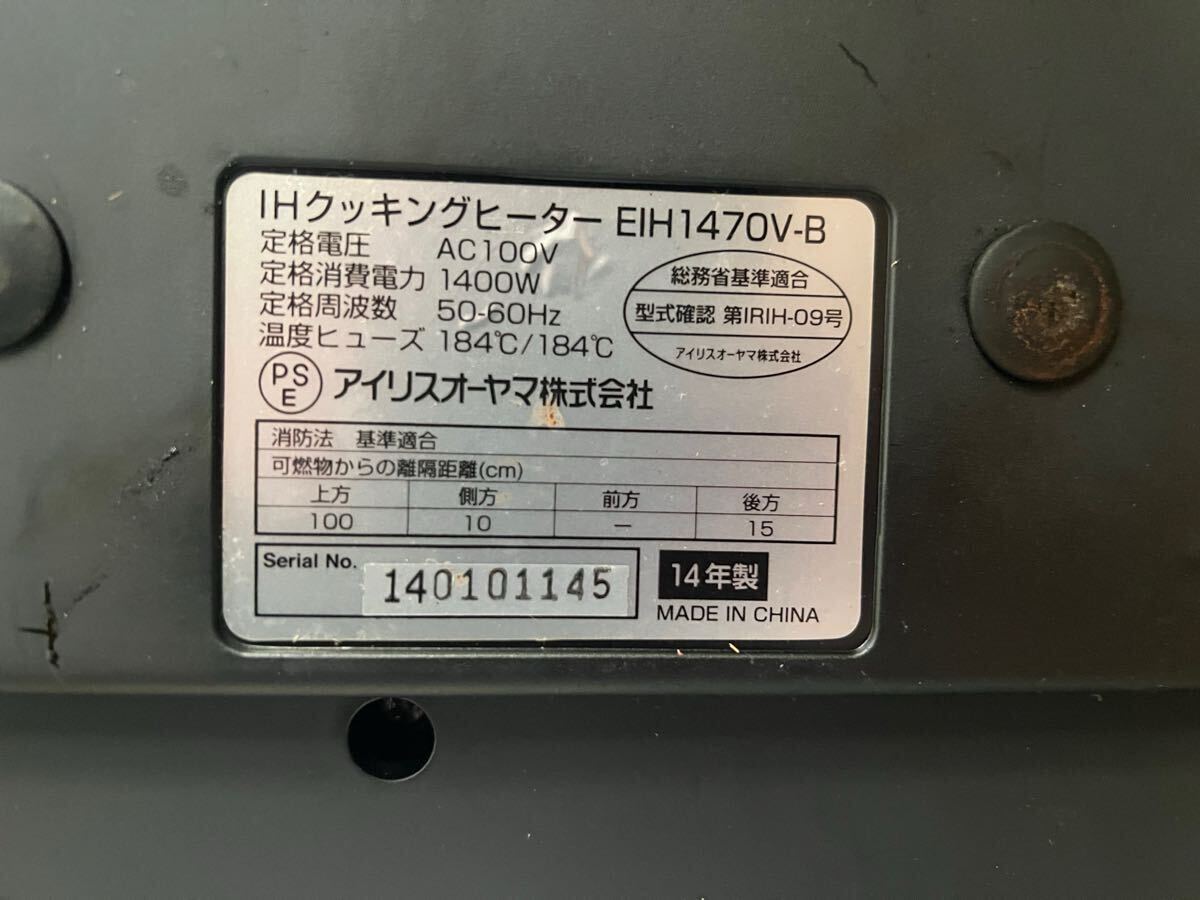 IHクッキングヒーター EIH1470V-B
定格電圧 AC100V
定格消費電力 1400W
定格周波数 50-60Hz
温度ヒューズ 184℃/184℃
総務省基準適合
型式確認 第IRIH-09号
アイリスオーヤマ株式会社
PSE アイリスオーヤマ株式会社
消防法 基準適合
可燃物からの離隔距離(cm)
上方 側方 前方 後方
100 10 ー 15
Serial No. 140101145
14年製
MADE IN CHINA